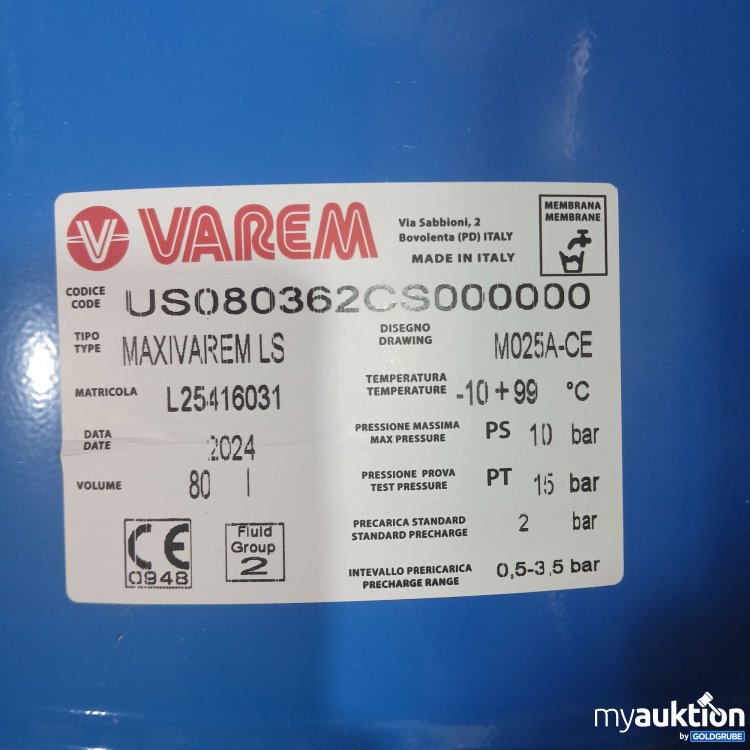 VAREM
Via Sabbioni, 2
Bovolenta (PD) ITALY
MADE IN ITALY
MEMBRANA
MEMBRANE
CODICE
CODE
US080362CS000000
TIPO
TYPE
MAXIVAREM LS
DISEGNO
DRAWING
M025A-CE
MATRICOLA
L25416031
TEMPERATURA
TEMPERATURE
-10 +99 °C
DATA
DATE
2024
PRESSIONE MASSIMA
MAX PRESSURE
PS 10 bar
VOLUME
80 l
PRESSIONE PROVA
TEST PRESSURE
PT 15 bar
PRECARICA STANDARD
STANDARD PRECHARGE
2 bar
CE
0948
Fluid
Group
2
INTEVALLO PRERICARICA
PRECHARGE RANGE
0,5-3,5 bar
myauktion
by GOLDGRUBE